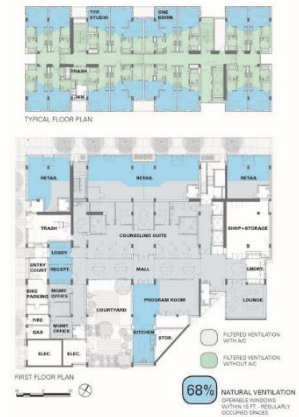 TYP. STUDIO
ONE BDRM.
TRASH
JAN.
TYPICAL FLOOR PLAN
RETAIL
RETAIL
RETAIL
COUNSELING SUITE
TRASH
SHOP+STORAGE
LOBBY
ENTRY COURT
RECEPT.
MALL
LNDRY.
BIKE PARKING
MGMT OFFICE
COURTYARD
PROGRAM ROOM
LOUNGE
FIRE
GAS
MGMT OFFICE
KITCHEN
STOR.
ELEC.
ELEC.
FILTERED VENTILATION
WITH A/C
FILTERED VENTILATION
WITHOUT A/C
FIRST FLOOR PLAN
68% NATURAL VENTILATION
OPERABLE WINDOWS
WITHIN 15 FT - REGULARLY
OCCUPIED SPACES